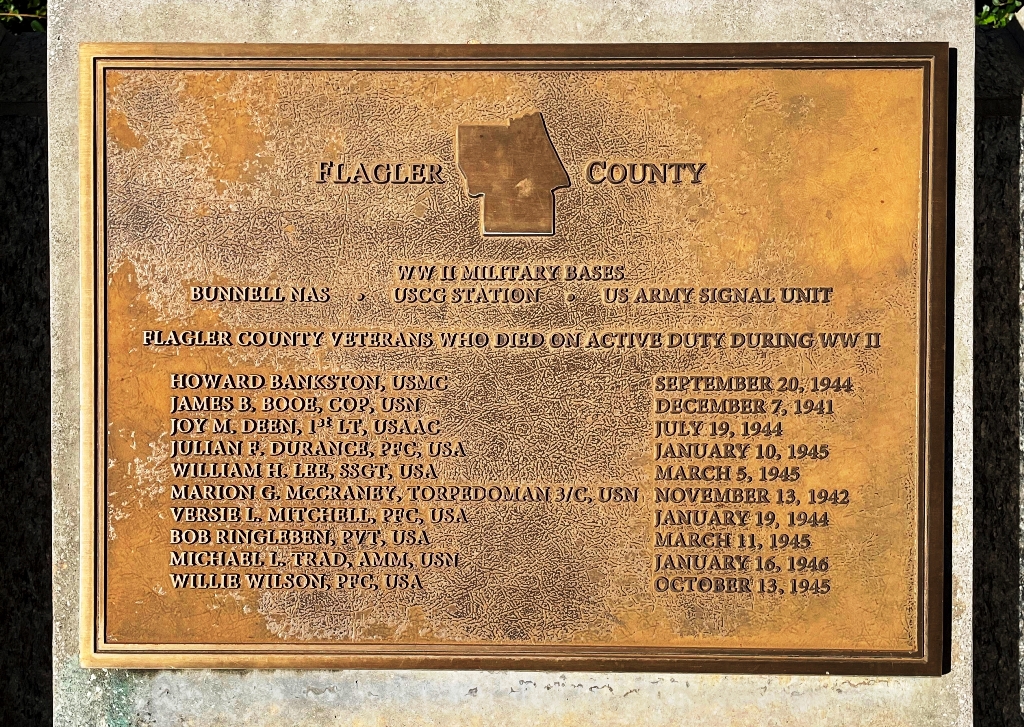 FLAGLER COUNTY
WW II MILITARY BASES
BUNNELL NAS • USCG STATION • US ARMY SIGNAL UNIT
FLAGLER COUNTY VETERANS WHO DIED ON ACTIVE DUTY DURING WW II
HOWARD BANKSTON, USMC SEPTEMBER 20, 1944
JAMES B. BOOE, COP, USN DECEMBER 7, 1941
JOY M. DEEN, 1st LT, USAAC JULY 19, 1944
JULIAN F. DURANCE, PFC, USA JANUARY 10, 1945
WILLIAM H. LEE, SSGT, USA MARCH 5, 1945
MARION G. McCRANEY, TORPEDOMAN 3/C, USN NOVEMBER 13, 1942
VERSIE L. MITCHELL, PFC, USA JANUARY 19, 1944
BOB RINGLEBEN, PVT, USA MARCH 11, 1945
MICHAEL L. TRAD, AMM, USN JANUARY 16, 1946
WILLIE WILSON, PFC, USA OCTOBER 13, 1945